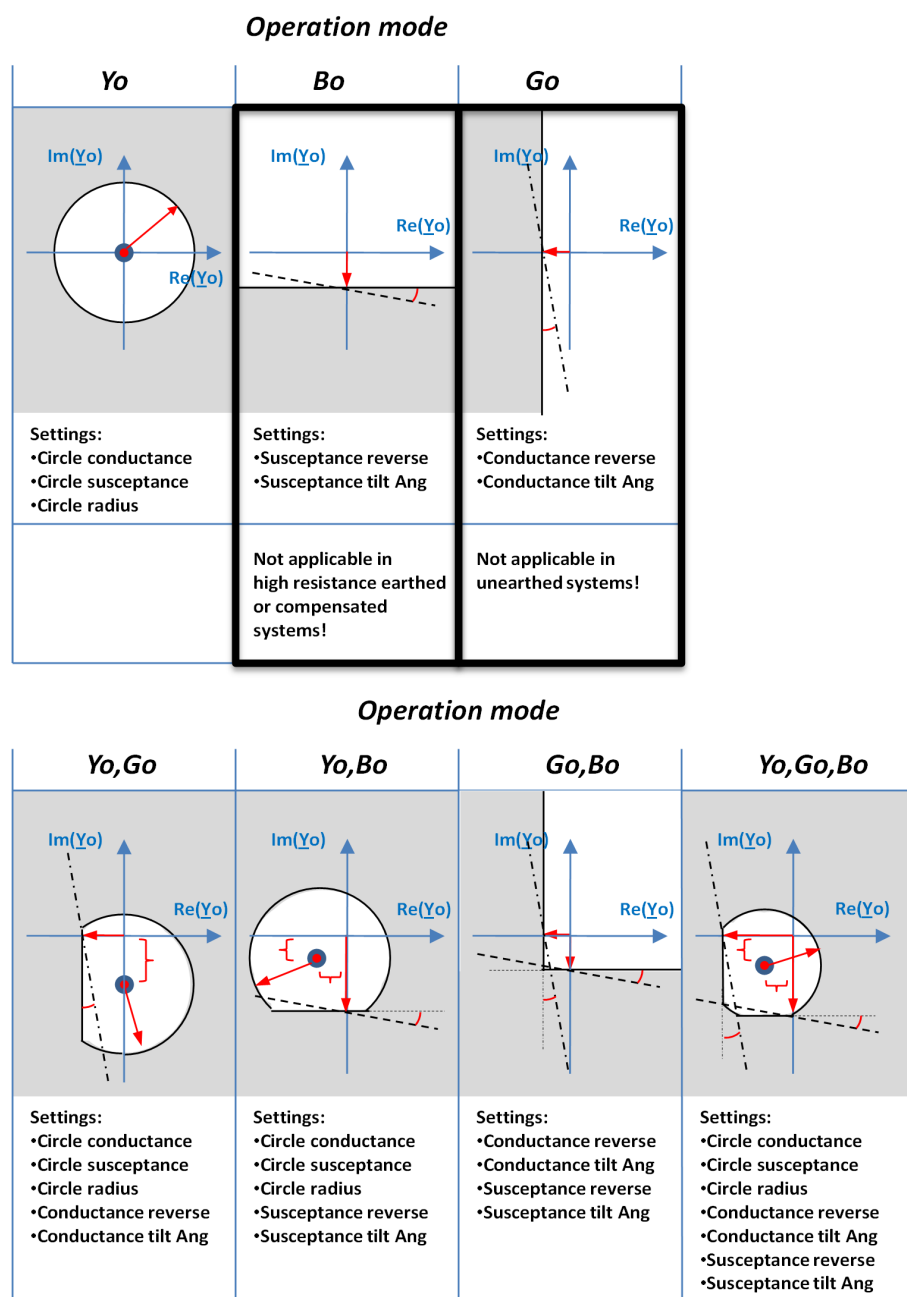 Operation mode
Yo
Bo
Go
Im(Yo)
Re(Yo)
Im(Yo)
Re(Yo)
Im(Yo)
Re(Yo)
Settings:
•Circle conductance
•Circle susceptance
•Circle radius
Settings:
•Susceptance reverse
•Susceptance tilt Ang
Settings:
•Conductance reverse
•Conductance tilt Ang
Not applicable in
high resistance earthed
or compensated
systems!
Not applicable in
unearthed systems!
Operation mode
Yo,Go
Yo,Bo
Go,Bo
Yo,Go,Bo
Im(Yo)
Re(Yo)
Im(Yo)
Re(Yo)
Im(Yo)
Re(Yo)
Im(Yo)
Re(Yo)
Settings:
•Circle conductance
•Circle susceptance
•Circle radius
•Conductance reverse
•Conductance tilt Ang
Settings:
•Circle conductance
•Circle susceptance
•Circle radius
•Susceptance reverse
•Susceptance tilt Ang
Settings:
•Conductance reverse
•Conductance tilt Ang
•Susceptance reverse
•Susceptance tilt Ang
Settings:
•Circle conductance
•Circle susceptance
•Circle radius
•Conductance reverse
•Conductance tilt Ang
•Susceptance reverse
•Susceptance tilt Ang